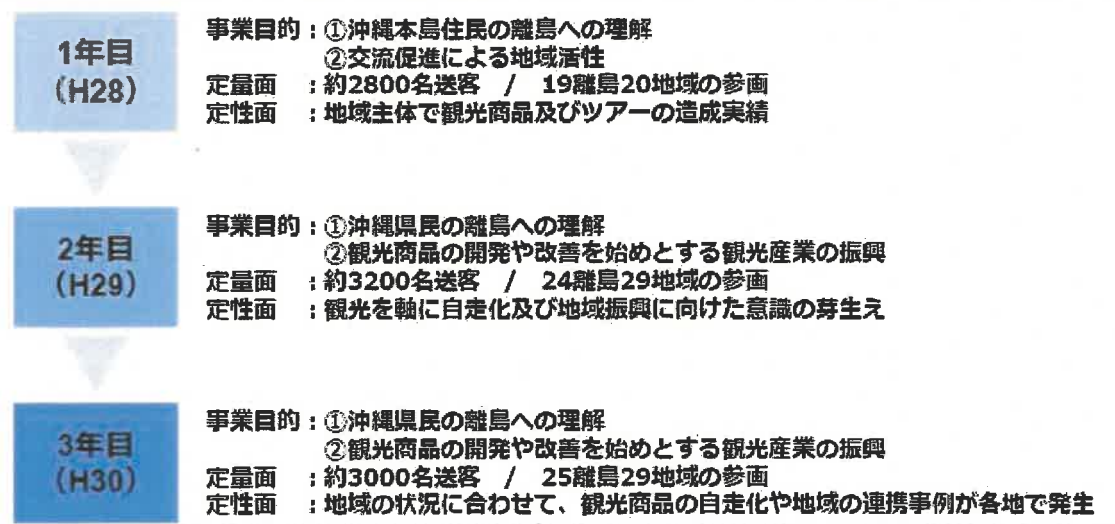 1年目
(H28)
事業目的：①沖縄本島住民の離島への理解
②交流促進による地域活性
定量面　：約2800名送客　/　19離島20地域の参画
定性面　：地域主体で観光商品及びツアーの造成実績
2年目
(H29)
事業目的：①沖縄県民の離島への理解
②観光商品の開発や改善を始めとする観光産業の振興
定量面　：約3200名送客　/　24離島29地域の参画
定性面　：観光を軸に自走化及び地域振興に向けた意識の芽生え
3年目
(H30)
事業目的：①沖縄県民の離島への理解
②観光商品の開発や改善を始めとする観光産業の振興
定量面　：約3000名送客　/　25離島29地域の参画
定性面　：地域の状況に合わせて、観光商品の自走化や地域の連携事例が各地で発生